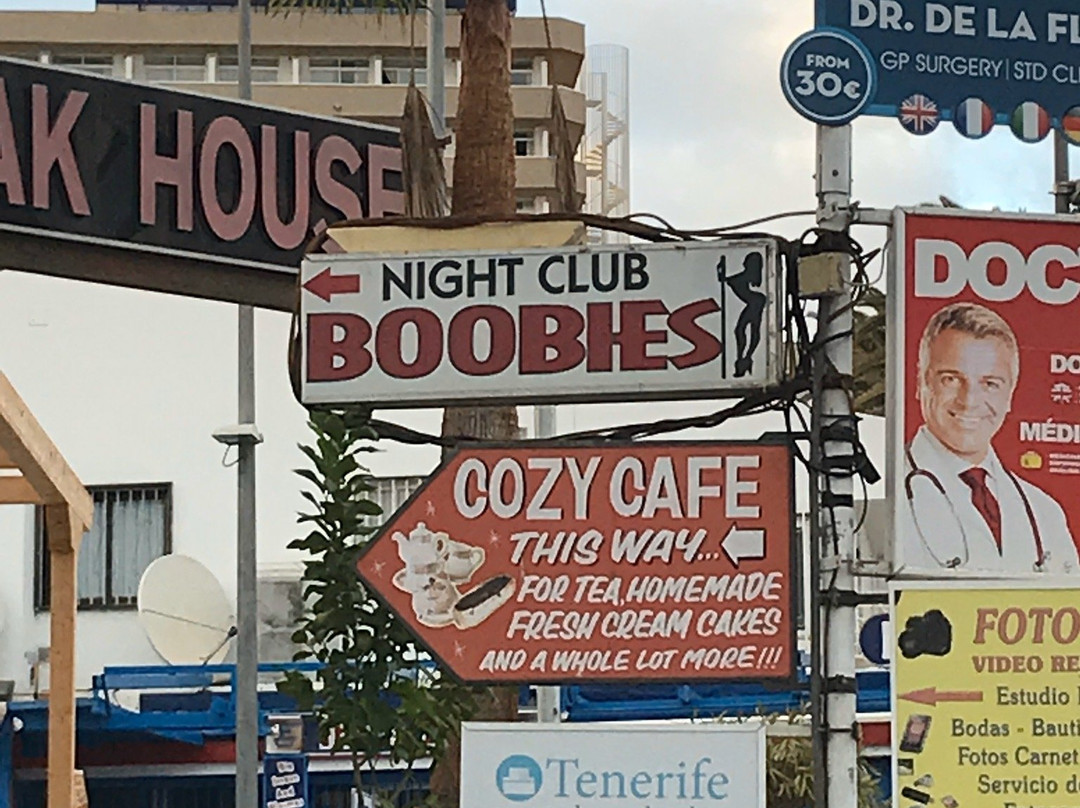 DR. DE LA
FROM
30€
GP SURGERY | STD
HOUSE
NIGHT CLUB
BOOBIES
DOC
DO
MÉDI
COZY CAFE
THIS WAY...
FOR TEA, HOMEMADE
FRESH CREAM CAKES
AND A WHOLE LOT MORE!!!
FOTO
VIDEO RE
Estudio
Bodas - Bauti
Fotos Carnet
Servicio d
Tenerife